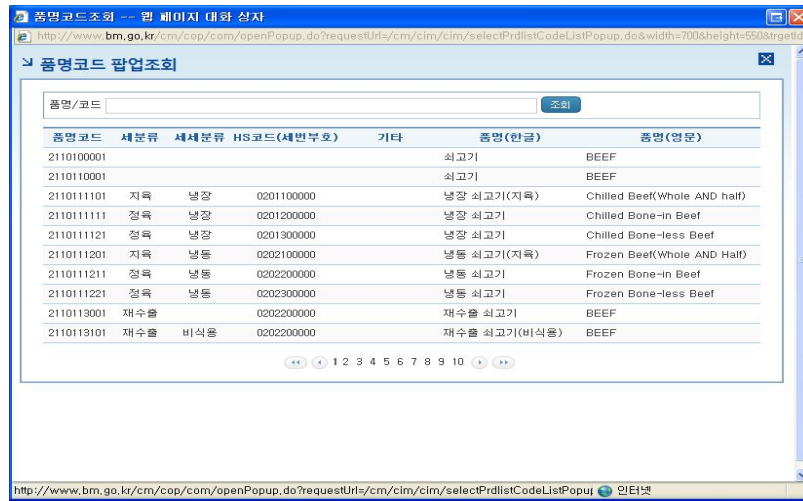 품명코드조회 -- 웹 페이지 대화 상자
http://www.bm.go.kr/cm/cop/com/openPopup.do?requestUrl=/cm/cim/cim/selectPrdlistCodeListPopup.do&width=700&height=550&trgetId
품명코드 팝업조회
품명/코드 조회
품명코드 세분류 세세분류 HS코드(세번부호) 기타 품명(한글) 품명(영문)
2110100001 쇠고기 BEEF
2110110001 쇠고기 BEEF
2110111101 지육 냉장 0201100000 냉장 쇠고기(지육) Chilled Beef(Whole AND half)
2110111111 정육 냉장 0201200000 냉장 쇠고기 Chilled Bone-in Beef
2110111121 정육 냉장 0201300000 냉장 쇠고기 Chilled Bone-less Beef
2110111201 지육 냉동 0202100000 냉동 쇠고기(지육) Frozen Beef(Whole AND Half)
2110111211 정육 냉동 0202200000 냉동 쇠고기 Frozen Bone-in Beef
2110111221 정육 냉동 0202300000 냉동 쇠고기 Frozen Bone-less Beef
2110113001 재수출 0202200000 재수출 쇠고기 BEEF
2110113101 재수출 비식용 0202200000 재수출 쇠고기(비식용) BEEF
1 2 3 4 5 6 7 8 9 10
http://www.bm.go.kr/cm/cop/com/openPopup.do?requestUrl=/cm/cim/cim/selectPrdlistCodeListPopu 인터넷